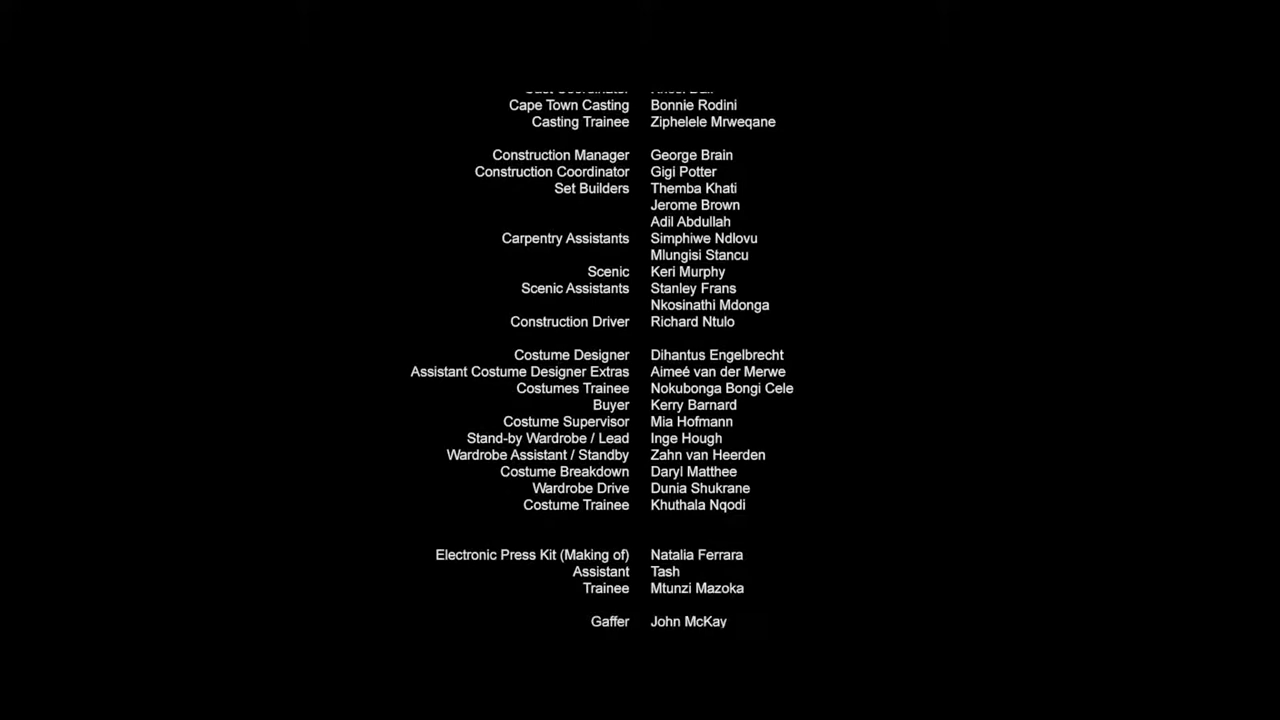 Cape Town Casting Bonnie Rodini
Casting Trainee Ziphelele Mrweqane
Construction Manager George Brain
Construction Coordinator Gigi Potter
Set Builders Themba Khati
Jerome Brown
Adil Abdullah
Carpentry Assistants Simphiwe Ndlovu
Mlungisi Stancu
Scenic Keri Murphy
Scenic Assistants Stanley Frans
Nkosinathi Mdonga
Construction Driver Richard Ntulo
Costume Designer Dihantus Engelbrecht
Assistant Costume Designer Extras Aimeé van der Merwe
Costumes Trainee Nokubonga Bongi Cele
Buyer Kerry Barnard
Costume Supervisor Mia Hofmann
Stand-by Wardrobe / Lead Inge Hough
Wardrobe Assistant / Standby Zahn van Heerden
Costume Breakdown Daryl Matthee
Wardrobe Drive Dunia Shukrane
Costume Trainee Khuthala Nqodi
Electronic Press Kit (Making of) Natalia Ferrara
Assistant Tash
Trainee Mtunzi Mazoka
Gaffer John McKay